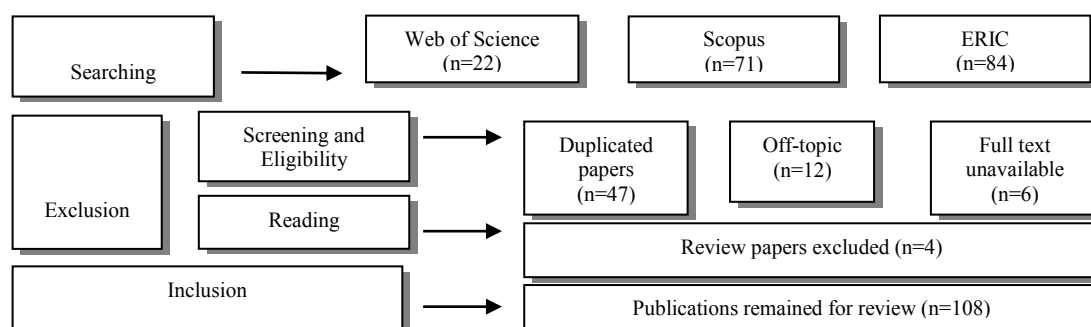 Searching
Web of Science
(n=22)
Scopus
(n=71)
ERIC
(n=84)
Exclusion
Screening and
Eligibility
Duplicated
papers
(n=47)
Off-topic
(n=12)
Full text
unavailable
(n=6)
Reading
Review papers excluded (n=4)
Inclusion
Publications remained for review (n=108)